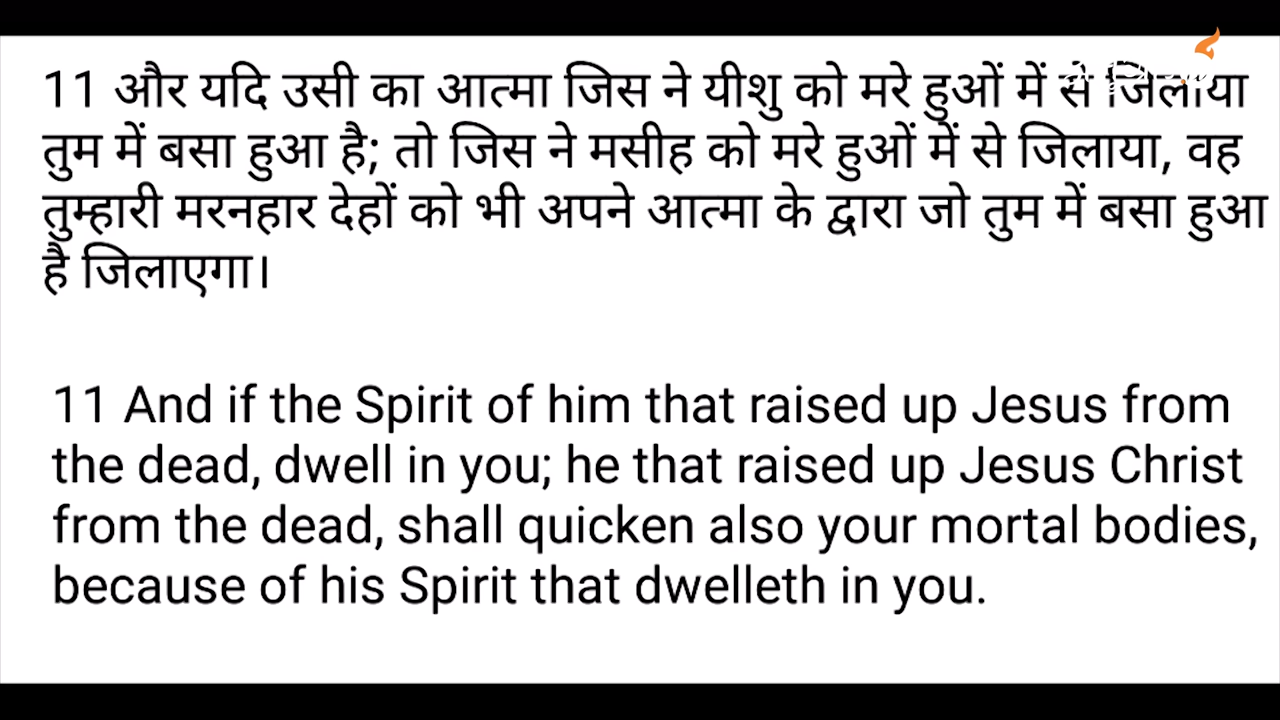 11 और यदि उसी का आत्मा जिस ने यीशु को मरे हुओं में से जिलाया
तुम में बसा हुआ है; तो जिस ने मसीह को मरे हुओं में से जिलाया, वह
तुम्हारी मरनहार देहों को भी अपने आत्मा के द्वारा जो तुम में बसा हुआ
है जिलाएगा।
11 And if the Spirit of him that raised up Jesus from
the dead, dwell in you; he that raised up Jesus Christ
from the dead, shall quicken also your mortal bodies,
because of his Spirit that dwelleth in you.